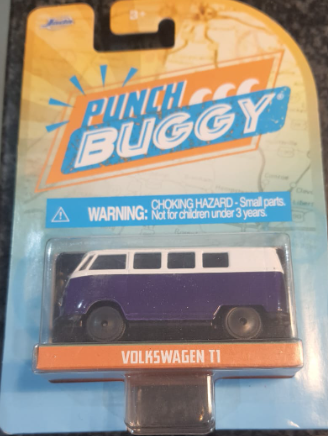 Jada
3+
PUNCH
BUGGY
WARNING: CHOKING HAZARD - Small parts.
Not for children under 3 years.
VOLKSWAGEN T1